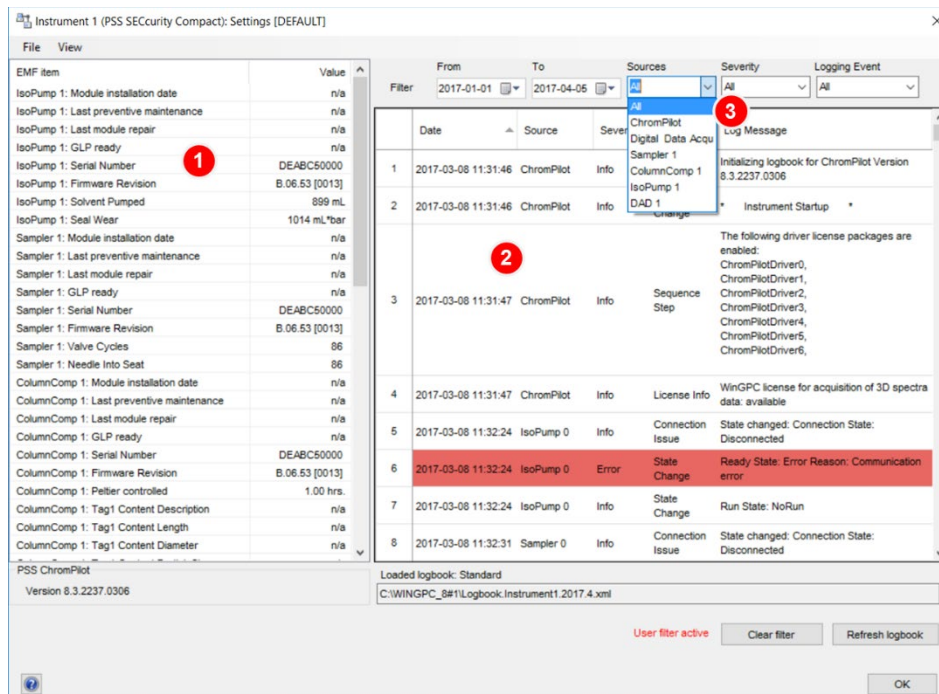 Instrument 1 (PSS SECcurity Compact): Settings [DEFAULT]
File View
EMF item Value
IsoPump 1: Module installation date n/a
IsoPump 1: Last preventive maintenance n/a
IsoPump 1: Last module repair n/a
IsoPump 1: GLP ready n/a
IsoPump 1: Serial Number DEABC50000
IsoPump 1: Firmware Revision B.06.53 [0013]
IsoPump 1: Solvent Pumped 899 mL
IsoPump 1: Seal Wear 1014 mL*bar
Sampler 1: Module installation date n/a
Sampler 1: Last preventive maintenance n/a
Sampler 1: Last module repair n/a
Sampler 1: GLP ready n/a
Sampler 1: Serial Number DEABC50000
Sampler 1: Firmware Revision B.06.53 [0013]
Sampler 1: Valve Cycles 86
Sampler 1: Needle Into Seat 86
ColumnComp 1: Module installation date n/a
ColumnComp 1: Last preventive maintenance n/a
ColumnComp 1: Last module repair n/a
ColumnComp 1: GLP ready n/a
ColumnComp 1: Serial Number DEABC50000
ColumnComp 1: Firmware Revision B.06.53 [0013]
ColumnComp 1: Peltier controlled 1.00 hrs.
ColumnComp 1: Tag1 Content Description n/a
ColumnComp 1: Tag1 Content Length n/a
ColumnComp 1: Tag1 Content Diameter n/a
1
PSS ChromPilot
Version 8.3.2237.0306
From To Sources Severity Logging Event
Filter 2017-01-01 2017-04-05 All All All
All
ChromPilot
Digital Data Acqu
Sampler 1
ColumnComp 1
IsoPump 1
DAD 1
3
Date Source Sever Log Message
1 2017-03-08 11:31:46 ChromPilot Info Initializing logbook for ChromPilot Version
8.3.2237.0306
2 2017-03-08 11:31:46 ChromPilot Info Change * Instrument Startup *
2
3 2017-03-08 11:31:47 ChromPilot Info Sequence
Step
The following driver license packages are
enabled:
ChromPilotDriver0,
ChromPilotDriver1,
ChromPilotDriver2,
ChromPilotDriver3,
ChromPilotDriver4,
ChromPilotDriver5,
ChromPilotDriver6,
4 2017-03-08 11:31:47 ChromPilot Info License Info WinGPC license for acquisition of 3D spectra
data: available
5 2017-03-08 11:32:24 IsoPump 0 Info Connection
Issue
State changed: Connection State:
Disconnected
6 2017-03-08 11:32:24 IsoPump 0 Error State
Change
Ready State: Error Reason: Communication
error
7 2017-03-08 11:32:24 IsoPump 0 Info State
Change
Run State: NoRun
8 2017-03-08 11:32:31 Sampler 0 Info Connection
Issue
State changed: Connection State:
Disconnected
Loaded logbook: Standard
C:\WINGPC_8#1\Logbook.Instrument1.2017.4.xml
User filter active Clear filter Refresh logbook
? OK